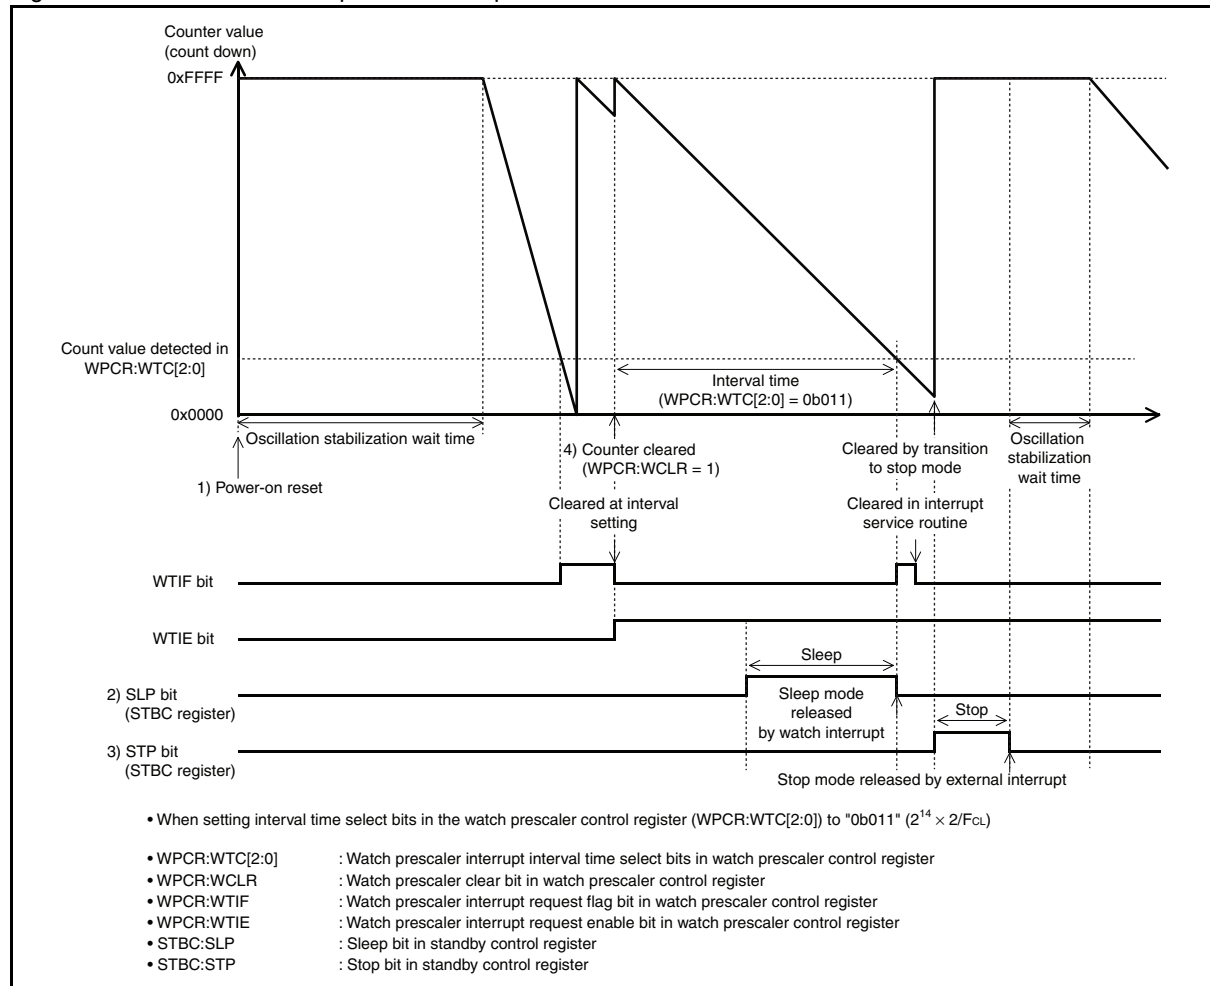 Counter value
(count down)
0xFFFF
Count value detected in
WPCR:WTC[2:0]
Interval time
(WPCR:WTC[2:0] = 0b011)
0x0000
Oscillation stabilization wait time
4) Counter cleared
(WPCR:WCLR = 1)
Cleared by transition
to stop mode
Oscillation
stabilization
wait time
1) Power-on reset
Cleared at interval
setting
Cleared in interrupt
service routine
WTIF bit
WTIE bit
Sleep
2) SLP bit
(STBC register)
Sleep mode
released
by watch interrupt
Stop
3) STP bit
(STBC register)
Stop mode released by external interrupt
• When setting interval time select bits in the watch prescaler control register (WPCR:WTC[2:0]) to "0b011" (2¹⁴ × 2/FCL)
• WPCR:WTC[2:0] : Watch prescaler interrupt interval time select bits in watch prescaler control register
• WPCR:WCLR : Watch prescaler clear bit in watch prescaler control register
• WPCR:WTIF : Watch prescaler interrupt request flag bit in watch prescaler control register
• WPCR:WTIE : Watch prescaler interrupt request enable bit in watch prescaler control register
• STBC:SLP : Sleep bit in standby control register
• STBC:STP : Stop bit in standby control register